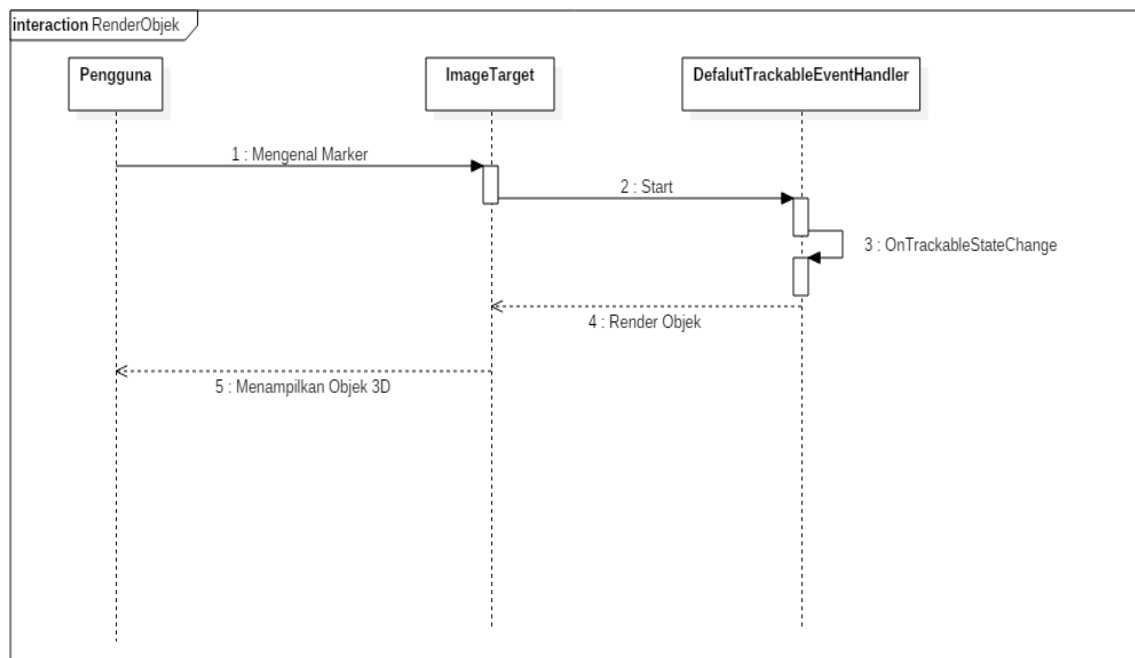 interaction RenderObjek
Pengguna
ImageTarget
DefalutTrackableEventHandler
1 : Mengenal Marker
2 : Start
3 : OnTrackableStateChange
4 : Render Objek
5 : Menampilkan Objek 3D